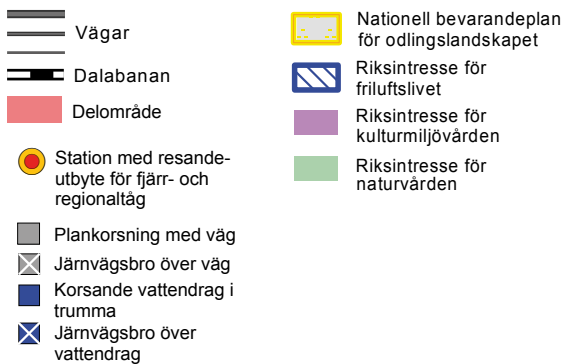 Vägar
Dalabanan
Delområde
Station med resande-
utbyte för fjärr- och
regionaltåg
Plankorsning med väg
Järnvägsbro över väg
Korsande vattendrag i
trumma
Järnvägsbro över
vattendrag
Nationell bevarandeplan
för odlingslandskapet
Riksintresse för
friluftslivet
Riksintresse för
kulturmiljövården
Riksintresse för
naturvården